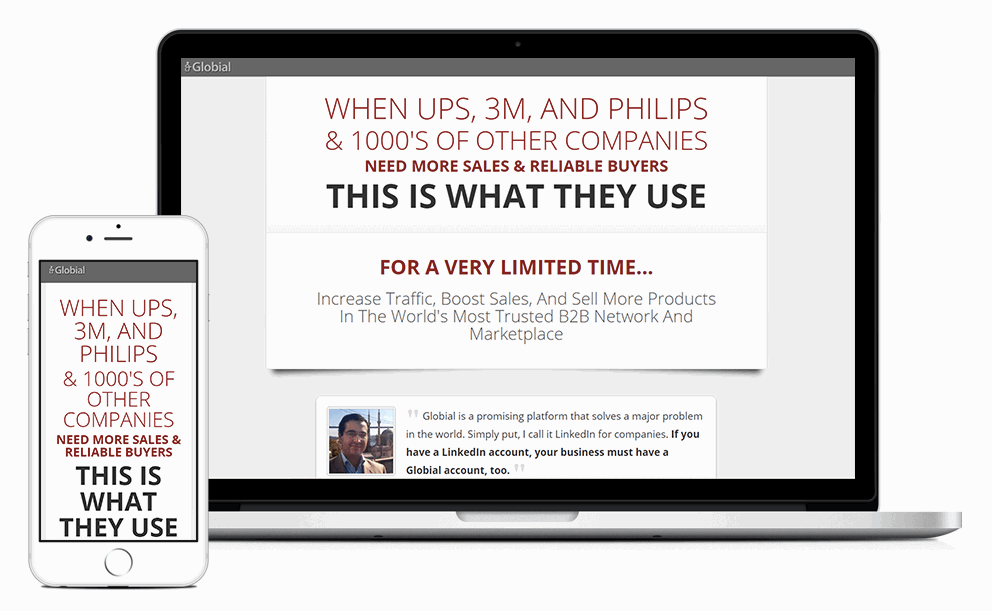 Globial
WHEN UPS, 3M, AND PHILIPS
& 1000'S OF OTHER COMPANIES
NEED MORE SALES & RELIABLE BUYERS
THIS IS WHAT THEY USE
FOR A VERY LIMITED TIME...
Increase Traffic, Boost Sales, And Sell More Products
In The World's Most Trusted B2B Network And
Marketplace
" Globial is a promising platform that solves a major problem
in the world. Simply put, I call it LinkedIn for companies. If you
have a LinkedIn account, your business must have a
Globial account, too. "
Globial
WHEN UPS,
3M, AND
PHILIPS
& 1000'S OF
OTHER
COMPANIES
NEED MORE SALES &
RELIABLE BUYERS
THIS IS
WHAT
THEY USE